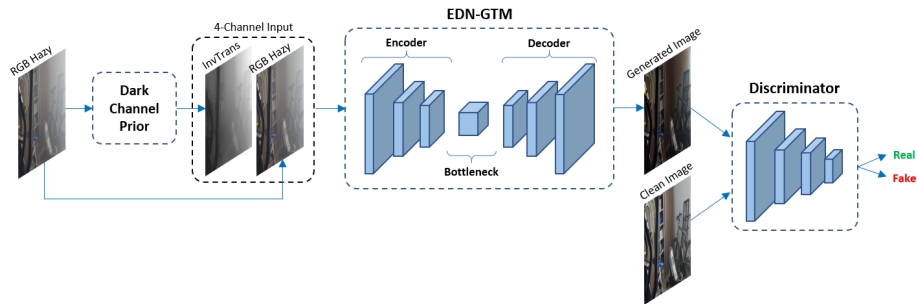 RGB Hazy
Dark
Channel
Prior
4-Channel Input
InvTrans
RGB Hazy
EDN-GTM
Encoder
Decoder
Bottleneck
Generated Image
Clean Image
Discriminator
Real
Fake